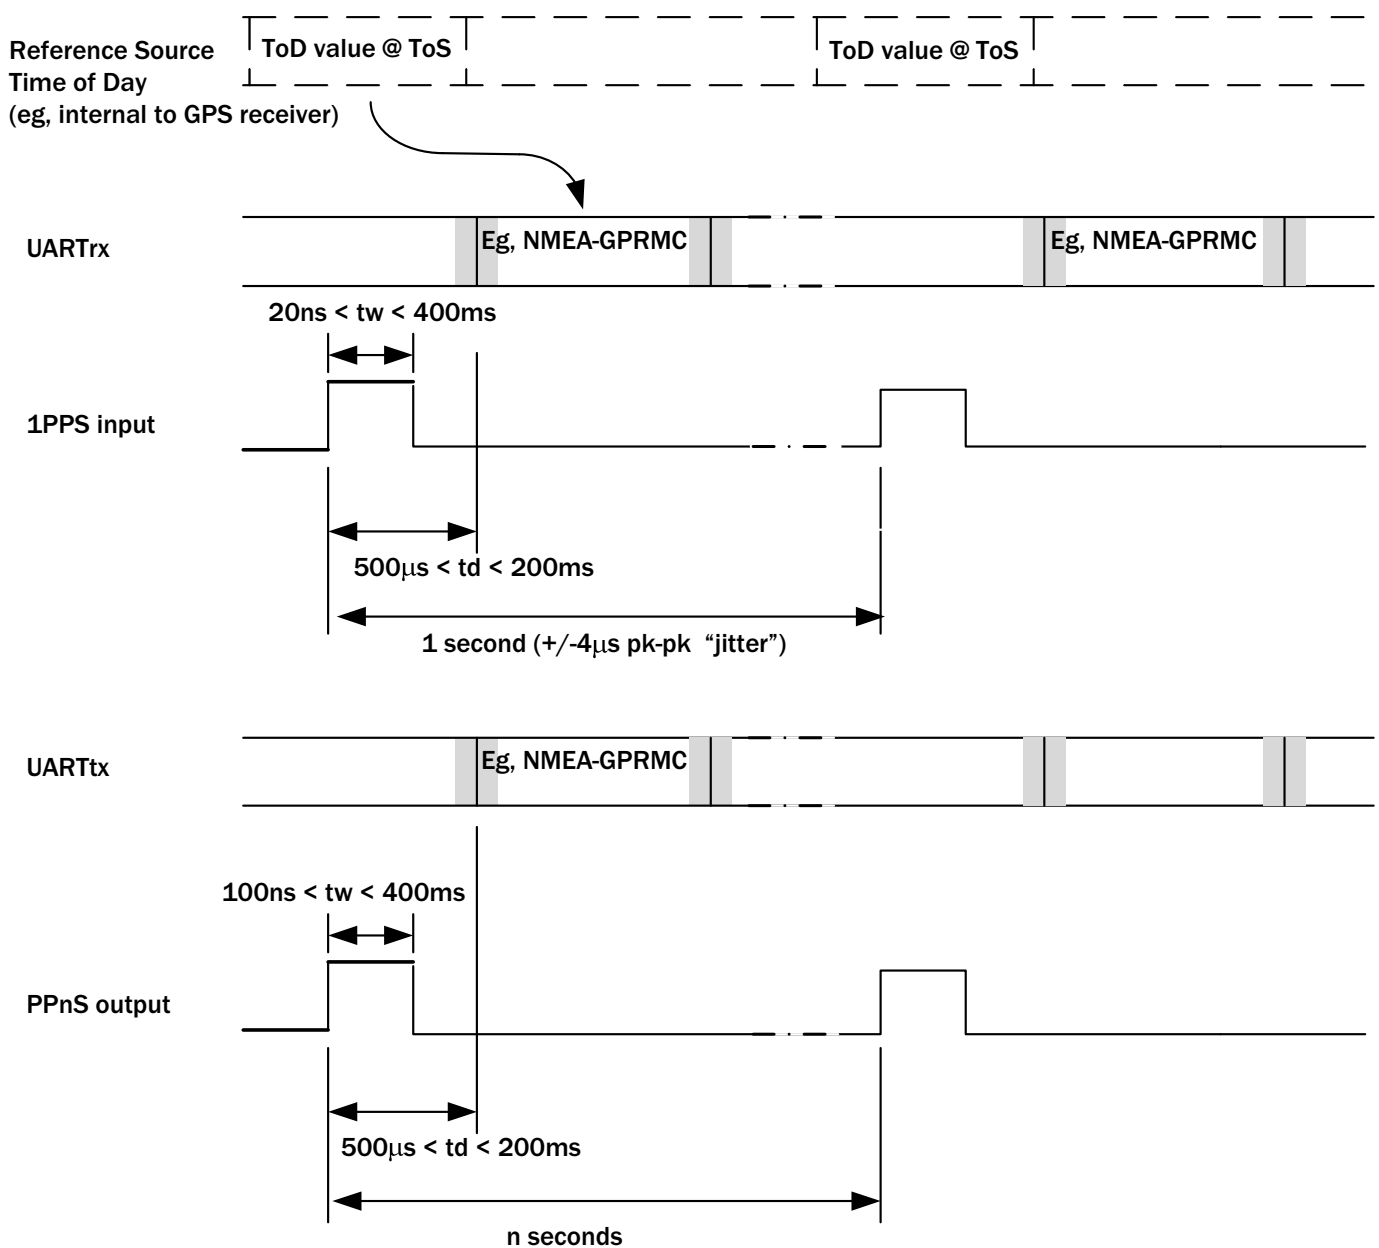 Reference Source
Time of Day
(eg, internal to GPS receiver)
ToD value @ ToS
ToD value @ ToS
UARTrx
Eg, NMEA-GPRMC
Eg, NMEA-GPRMC
20ns < tw < 400ms
1PPS input
500μs < td < 200ms
1 second (+/-4μs pk-pk “jitter”)
UARTtx
Eg, NMEA-GPRMC
100ns < tw < 400ms
PPnS output
500μs < td < 200ms
n seconds